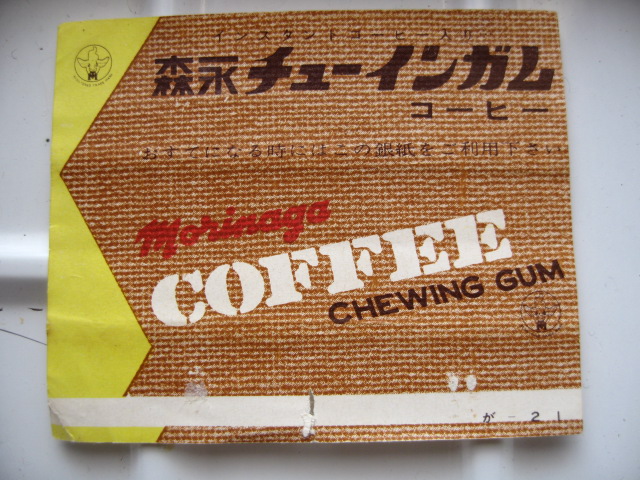 インスタントコーヒー入り
森永チューインガム
コーヒー
おすてになる時にはこの銀紙をご利用下さい
Morinaga
COFFEE
CHEWING GUM
が-21